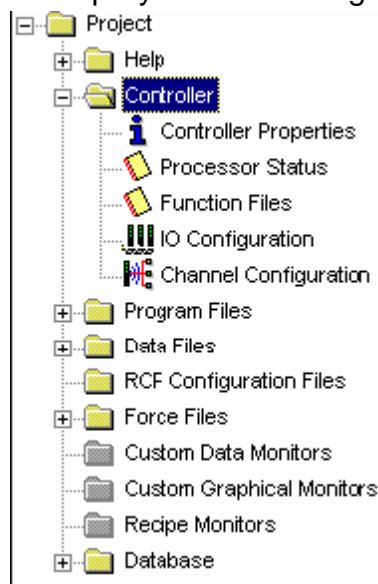 Project
Help
Controller
Controller Properties
Processor Status
Function Files
IO Configuration
Channel Configuration
Program Files
Data Files
RCF Configuration Files
Force Files
Custom Data Monitors
Custom Graphical Monitors
Recipe Monitors
Database